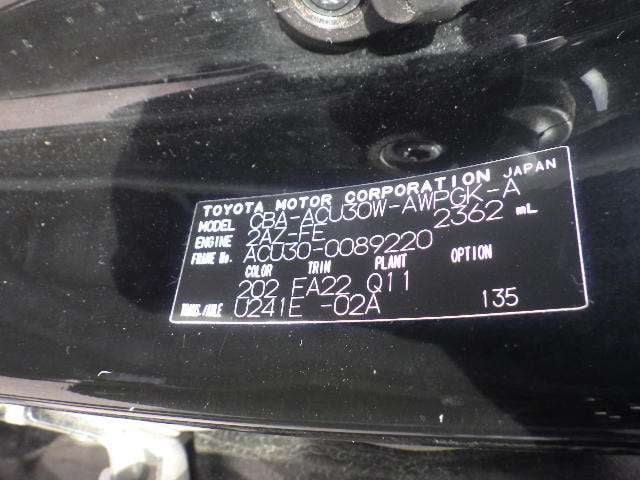 TOYOTA MOTOR CORPORATION JAPAN
MODEL CBA-ACU30W-AWPGK-A
ENGINE 2AZ-FE 2362 mL
FRAME No. ACU30-0089220
COLOR TRIM PLANT OPTION
202 FA22 Q11
TRANS./AXLE U241E -02A 135